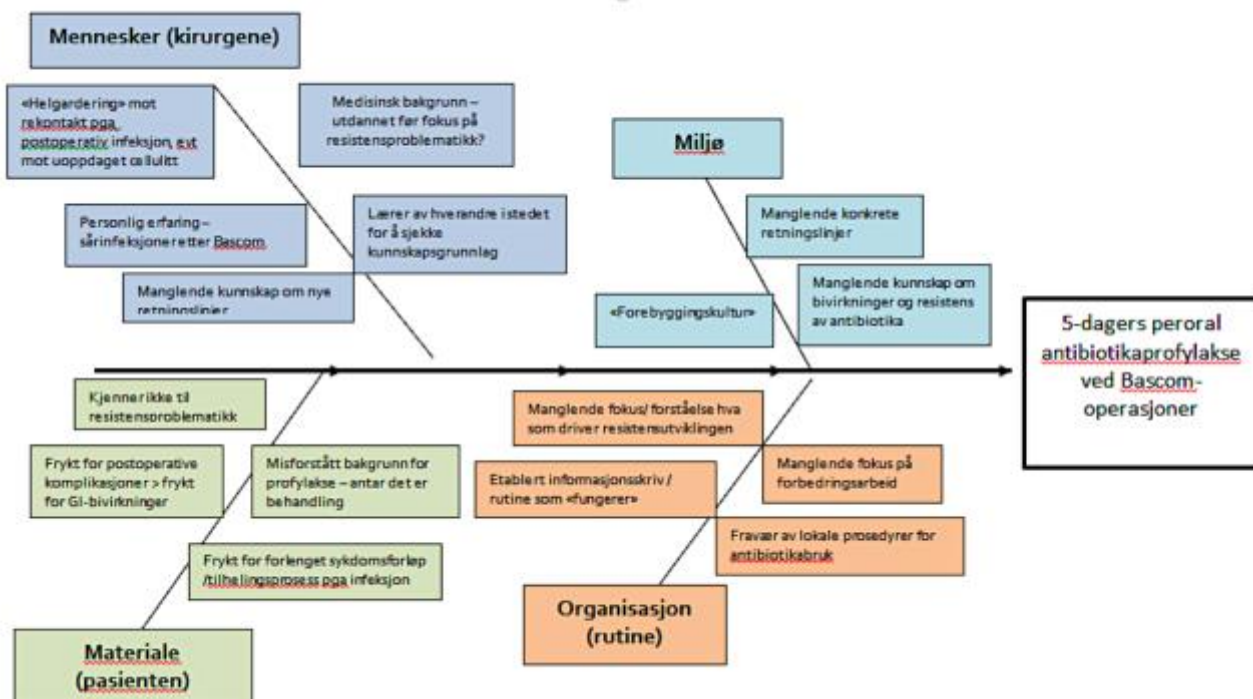 Mennesker (kirurgene)
«Helgardering» mot
rekontakt pga
postoperativ infeksjon, evt
mot uoppdaget cellulitt
Medisinsk bakgrunn –
utdannet før fokus på
resistensproblematikk?
Personlig erfaring –
sårinfeksjoner etter Bascom
Lærer av hverandre istedet
for å sjekke
kunnskapsgrunnlag
Manglende kunnskap om nye
retningslinjer
Miljø
Manglende konkrete
retningslinjer
«Forebyggingskultur»
Manglende kunnskap om
bivirkninger og resistens
av antibiotika
5-dagers peroral
antibiotikaprofylakse
ved Bascom-
operasjoner
Kjenner ikke til
resistensproblematikk
Frykt for postoperative
komplikasjoner > frykt
for GI-bivirkninger
Misforstått bakgrunn for
profylakse – antar det er
behandling
Frykt for forlenget sykdomsforløp
/tilhelingsprosess pga infeksjon
Materiale
(pasienten)
Manglende fokus/ forståelse hva
som driver resistensutviklingen
Etablert informasjonsskriv /
rutine som «fungerer»
Manglende fokus på
forbedringsarbeid
Fravær av lokale prosedyrer for
antibiotikabruk
Organisasjon
(rutine)